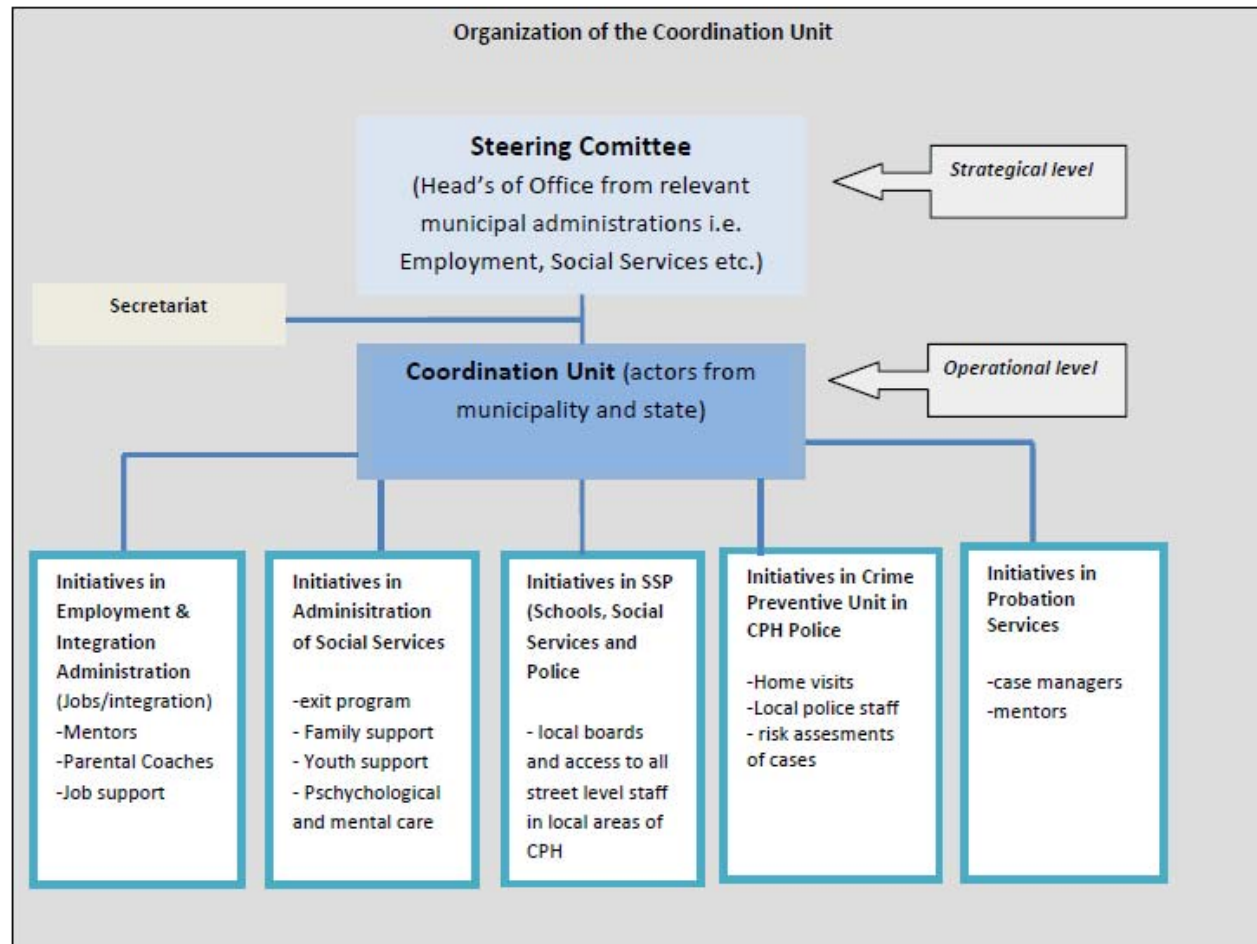 Organization of the Coordination Unit
Steering Comittee
(Head's of Office from relevant
municipal administrations i.e.
Employment, Social Services etc.)
Strategical level
Secretariat
Coordination Unit (actors from
municipality and state)
Operational level
Initiatives in
Employment &
Integration
Administration
(Jobs/integration)
-Mentors
-Parental Coaches
-Job support
Initiatives in
Adminisitration
of Social Services
-exit program
- Family support
- Youth support
- Pschychological
and mental care
Initiatives in SSP
(Schools, Social
Services and
Police
- local boards
and access to all
street level staff
in local areas of
CPH
Initiatives in Crime
Preventive Unit in
CPH Police
-Home visits
-Local police staff
- risk assesments
of cases
Initiatives in
Probation
Services
-case managers
-mentors